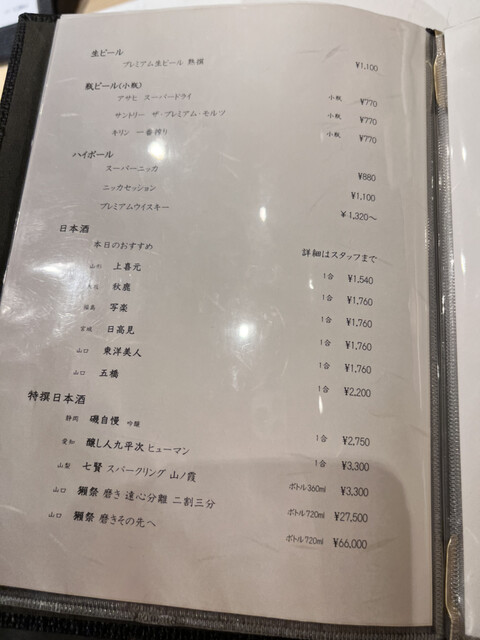 生ビール
プレミアム生ビール 熟撰 ¥1,100
瓶ビール(小瓶)
アサヒ スーパードライ 小瓶 ¥770
サントリー ザ・プレミアム・モルツ 小瓶 ¥770
キリン 一番搾り 小瓶 ¥770
ハイボール
スーパーニッカ ¥880
ニッカセッション ¥1,100
プレミアムウイスキー ¥1,320～
日本酒
本日のおすすめ 詳細はスタッフまで
山形 上喜元 1合 ¥1,540
秋鹿 1合 ¥1,760
福島 写楽 1合 ¥1,760
宮城 日高見 1合 ¥1,760
山口 東洋美人 1合 ¥1,760
山口 五橋 1合 ¥2,200
特撰日本酒
静岡 磯自慢 吟醸 1合 ¥2,750
愛知 醸し人九平次 ヒューマン 1合 ¥3,300
山梨 七賢 スパークリング 山ノ霞 ボトル360ml ¥3,300
山口 獺祭 磨き 遠心分離 二割三分 ボトル720ml ¥27,500
山口 獺祭 磨きその先へ ボトル720ml ¥66,000